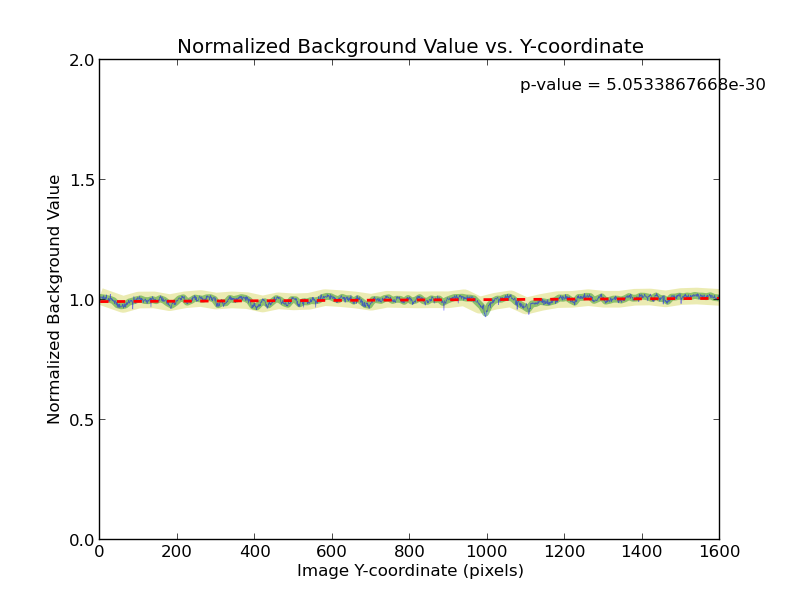 Normalized Background Value vs. Y-coordinate
p-value = 5.0533867668e-30
2.0
1.5
1.0
0.5
0.0
Normalized Background Value
0 200 400 600 800 1000 1200 1400 1600
Image Y-coordinate (pixels)